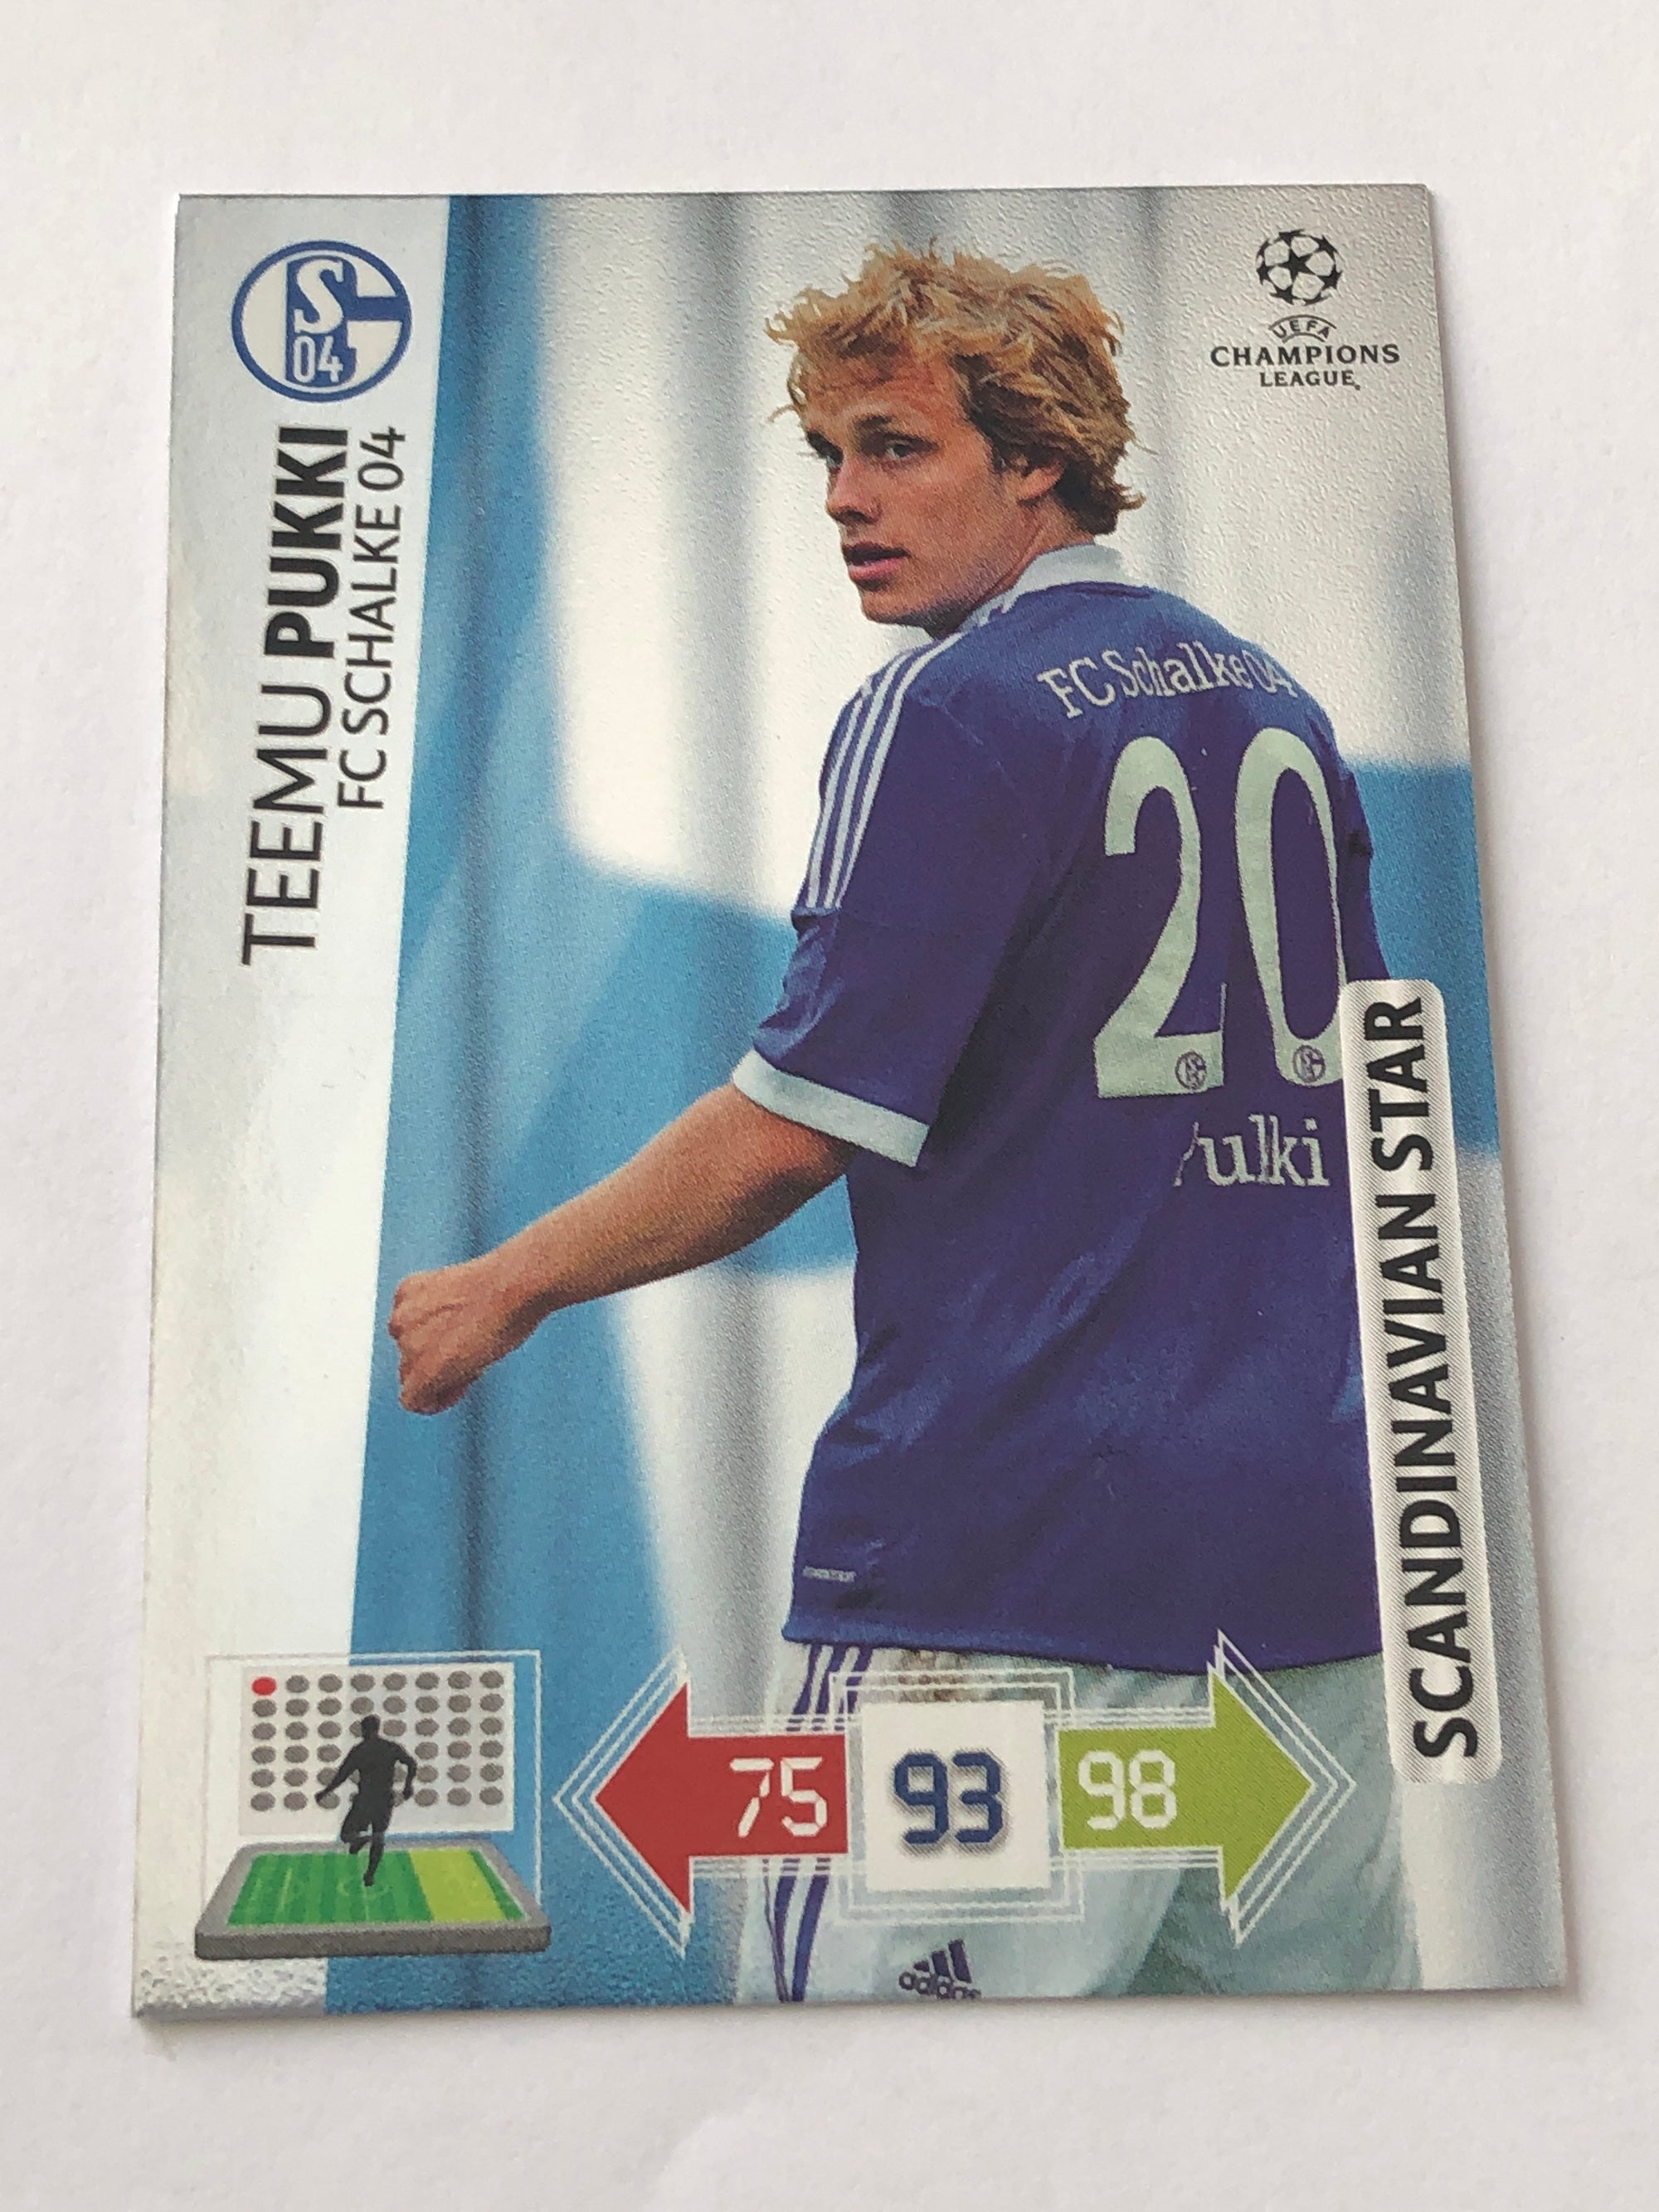 S
04
TEEMU PUKKI
FC SCHALKE 04
UEFA
CHAMPIONS
LEAGUE
FC Schalke 04
20
Pukki
SCANDINAVIAN STAR
75
93
98
adidas